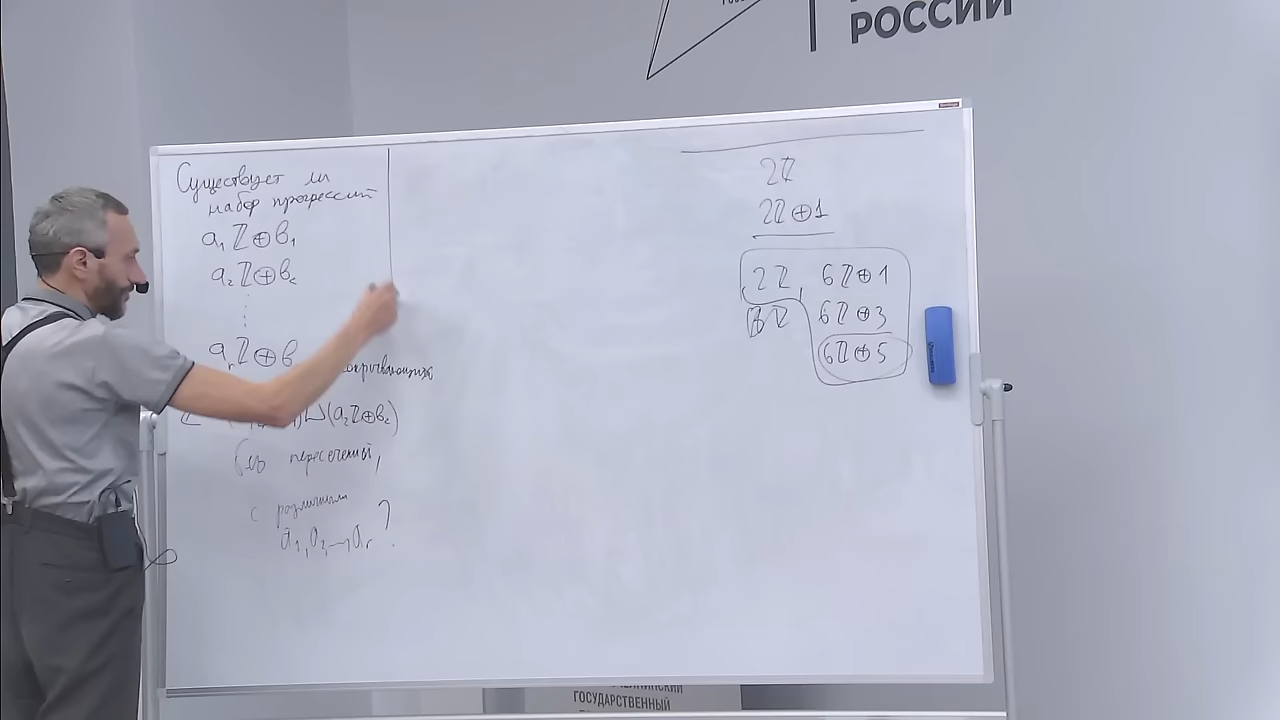 РОССИИ
Существует ли
набор прогрессий
a₁ℤ⊕b₁
a₂ℤ⊕b₂
⋮
aᵣℤ⊕b
⊔(a₂ℤ⊕b₂)
без пересечений,
с различными
a₁, a₂ —, aᵣ ?
2ℤ
2ℤ⊕1
2ℤ, 6ℤ⊕1
6ℤ⊕3
6ℤ⊕5
ГОСУДАРСТВЕННЫЙ